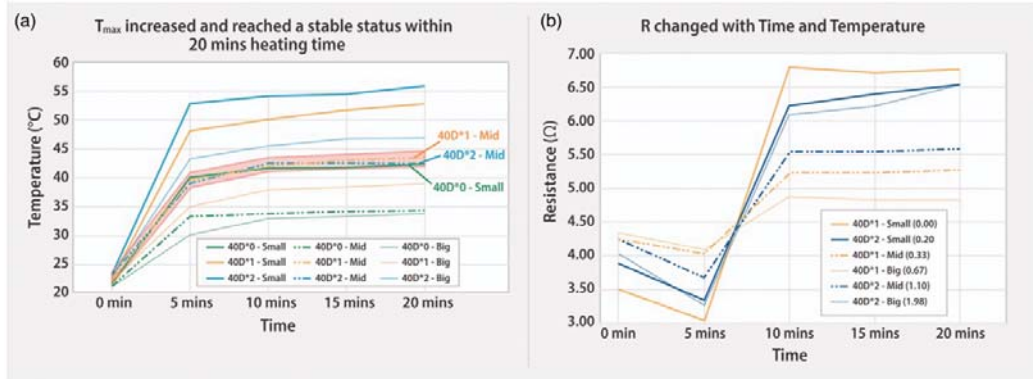 (a)
T_max increased and reached a stable status within
20 mins heating time
60
55
50
45
40
35
30
25
20
Temperature (°C)
40D*1 - Mid
40D*2 - Mid
40D*0 - Small
40D*0 - Small 40D*0 - Mid 40D*0 - Big
40D*1 - Small 40D*1 - Mid 40D*1 - Big
40D*2 - Small 40D*2 - Mid 40D*2 - Big
0 min 5 mins 10 mins 15 mins 20 mins
Time
(b)
R changed with Time and Temperature
7.00
6.50
6.00
5.50
5.00
4.50
4.00
3.50
3.00
Resistance (Ω)
40D*1 - Small (0.00)
40D*2 - Small (0.20
40D*1 - Mid (0.33)
40D*1 - Big (0.67)
40D*2 - Mid (1.10)
40D*2 - Big (1.98)
0 min 5 min 10 mins 15 mins 20 mins
Time